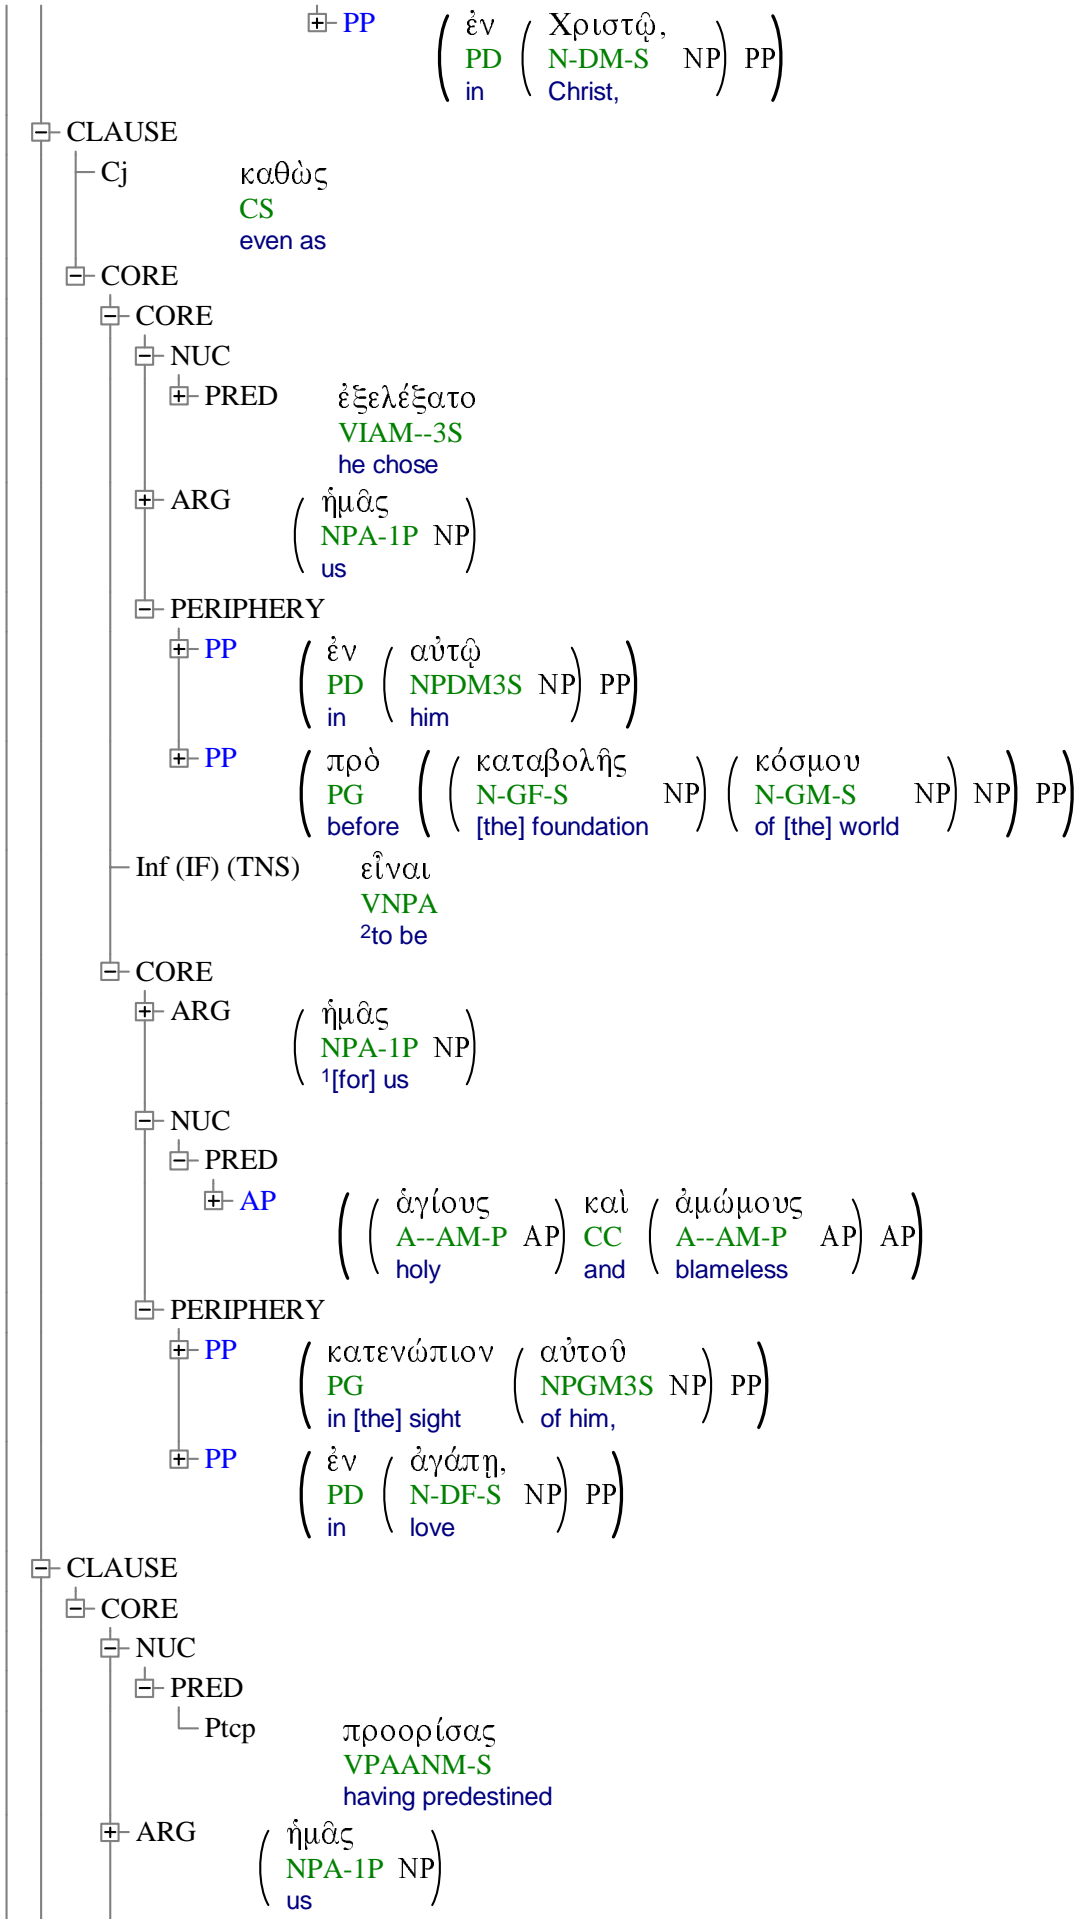 PP ( ἐν ( Χριστῷ,
PD N-DM-S NP) PP)
in Christ,
CLAUSE
Cj καθὼς
CS
even as
CORE
CORE
NUC
PRED ἐξελέξατο
VIAM--3S
he chose
ARG ( ἡμᾶς
NPA-1P NP)
us
PERIPHERY
PP ( ἐν ( αὐτῷ
PD NPDM3S NP) PP)
in him
PP ( πρὸ ( ( καταβολῆς ( κόσμου
PG N-GF-S NP) N-GM-S NP) NP) PP)
before [the] foundation of [the] world
Inf (IF) (TNS) εἶναι
VNPA
2to be
CORE
ARG ( ἡμᾶς
NPA-1P NP)
1[for] us
NUC
PRED
AP ( ( ἁγίους καὶ ( ἀμώμους
A--AM-P AP) CC A--AM-P AP) AP)
holy and blameless
PERIPHERY
PP ( κατενώπιον ( αὐτοῦ
PG NPGM3S NP) PP)
in [the] sight of him,
PP ( ἐν ( ἀγάπῃ,
PD N-DF-S NP) PP)
in love
CLAUSE
CORE
NUC
PRED
Ptcp προορίσας
VPAANM-S
having predestined
ARG ( ἡμᾶς
NPA-1P NP)
us